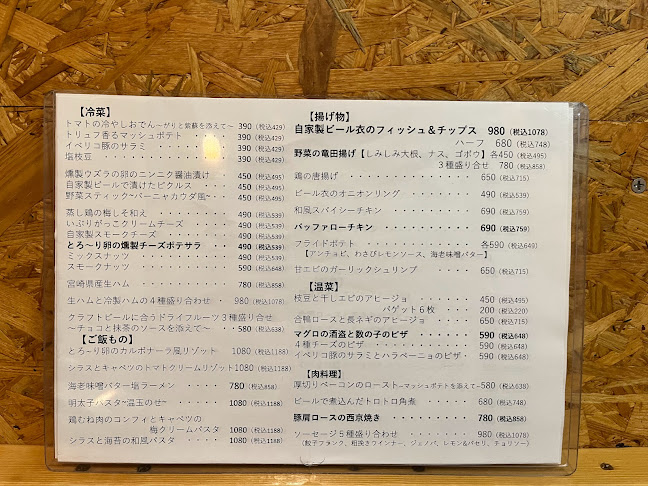 【冷菜】
トマトの冷やしおでん~がりと紫蘇を添えて~ 390 (税込429)
トリュフ香るマッシュポテト ・・・・ 390 (税込429)
イベリコ豚のサラミ ・・・・・・・ 390 (税込429)
塩枝豆 ・・・・・・・・・・・・・ 390 (税込429)
燻製ウズラの卵のニンニク醤油漬け ・ 450 (税込495)
自家製ビールで漬けたピクルス ・・・ 450 (税込495)
野菜スティック~バーニャカウダ風~・ 450 (税込495)
蒸し鶏の梅しそ和え ・・・・・・・ 490 (税込539)
いぶりがっこクリームチーズ ・・・・ 490 (税込539)
自家製スモークチーズ ・・・・・・ 490 (税込539)
とろ~り卵の燻製チーズポテサラ 490 (税込539)
ミックスナッツ ・・・・・・・・・ 490 (税込539)
スモークナッツ ・・・・・・・・・ 590 (税込648)
宮崎県産生ハム ・・・・・・・・ 780 (税込858)
生ハムと冷製ハムの4種盛り合わせ ・ 980 (税込1078)
クラフトビールに合うドライフルーツ3種盛り合せ
~チョコと抹茶のソースを添えて~ ・・580 (税込638)
【ご飯もの】
とろ~り卵のカルボナーラ風リゾット 1080 (税込1188)
シラスとキャベツのトマトクリームリゾット1080 (税込1188)
海老味噌バター塩ラーメン ・・・ 780 (税込858)
明太子パスタ~温玉のせ~ ・・・ 1080 (税込1188)
鶏むね肉のコンフィとキャベツの
梅クリームパスタ 1080 (税込1188)
シラスと海苔の和風パスタ ・・・ 1080 (税込1188)
【揚げ物】
自家製ビール衣のフィッシュ&チップス 980 (税込1078)
ハーフ 680 (税込748)
野菜の竜田揚げ【しみしみ大根、ナス、ゴボウ】各450 (税込495)
3種盛り合せ 780 (税込858)
鶏の唐揚げ ・・・・・・・・・ 650 (税込715)
ビール衣のオニオンリング ・・・・ 490 (税込539)
和風スパイシーチキン ・・・・・ 690 (税込759)
バッファローチキン ・・・・・・ 690 (税込759)
フライドポテト ・・・・・・・・ 各590 (税込649)
【アンチョビ、わさびレモンソース、海老味噌バター】
甘エビのガーリックシュリンプ ・・・ 650 (税込715)
【温菜】
枝豆と干しエビのアヒージョ ・・・・ 450 (税込495)
バゲット6枚 ・・・ 200 (税込220)
合鴨ロースと長ネギのアヒージョ ・・ 650 (税込715)
マグロの酒盗と数の子のピザ ・・・・ 590 (税込648)
4種チーズのピザ ・・・・・・・・ 590 (税込648)
イベリコ豚のサラミとハラペーニョのピザ・ 590 (税込648)
【肉料理】
厚切りベーコンのロースト~マッシュポテトを添えて~580 (税込638)
ビールで煮込んだトロトロ角煮 ・・・ 680 (税込748)
豚肩ロースの西京焼き ・・・・・・ 780 (税込858)
ソーセージ5種盛り合わせ ・・・・ 980 (税込1078)
(餃子フランク、粗挽きウインナー、ジェノバ、レモン&パセリ、チョリソー)